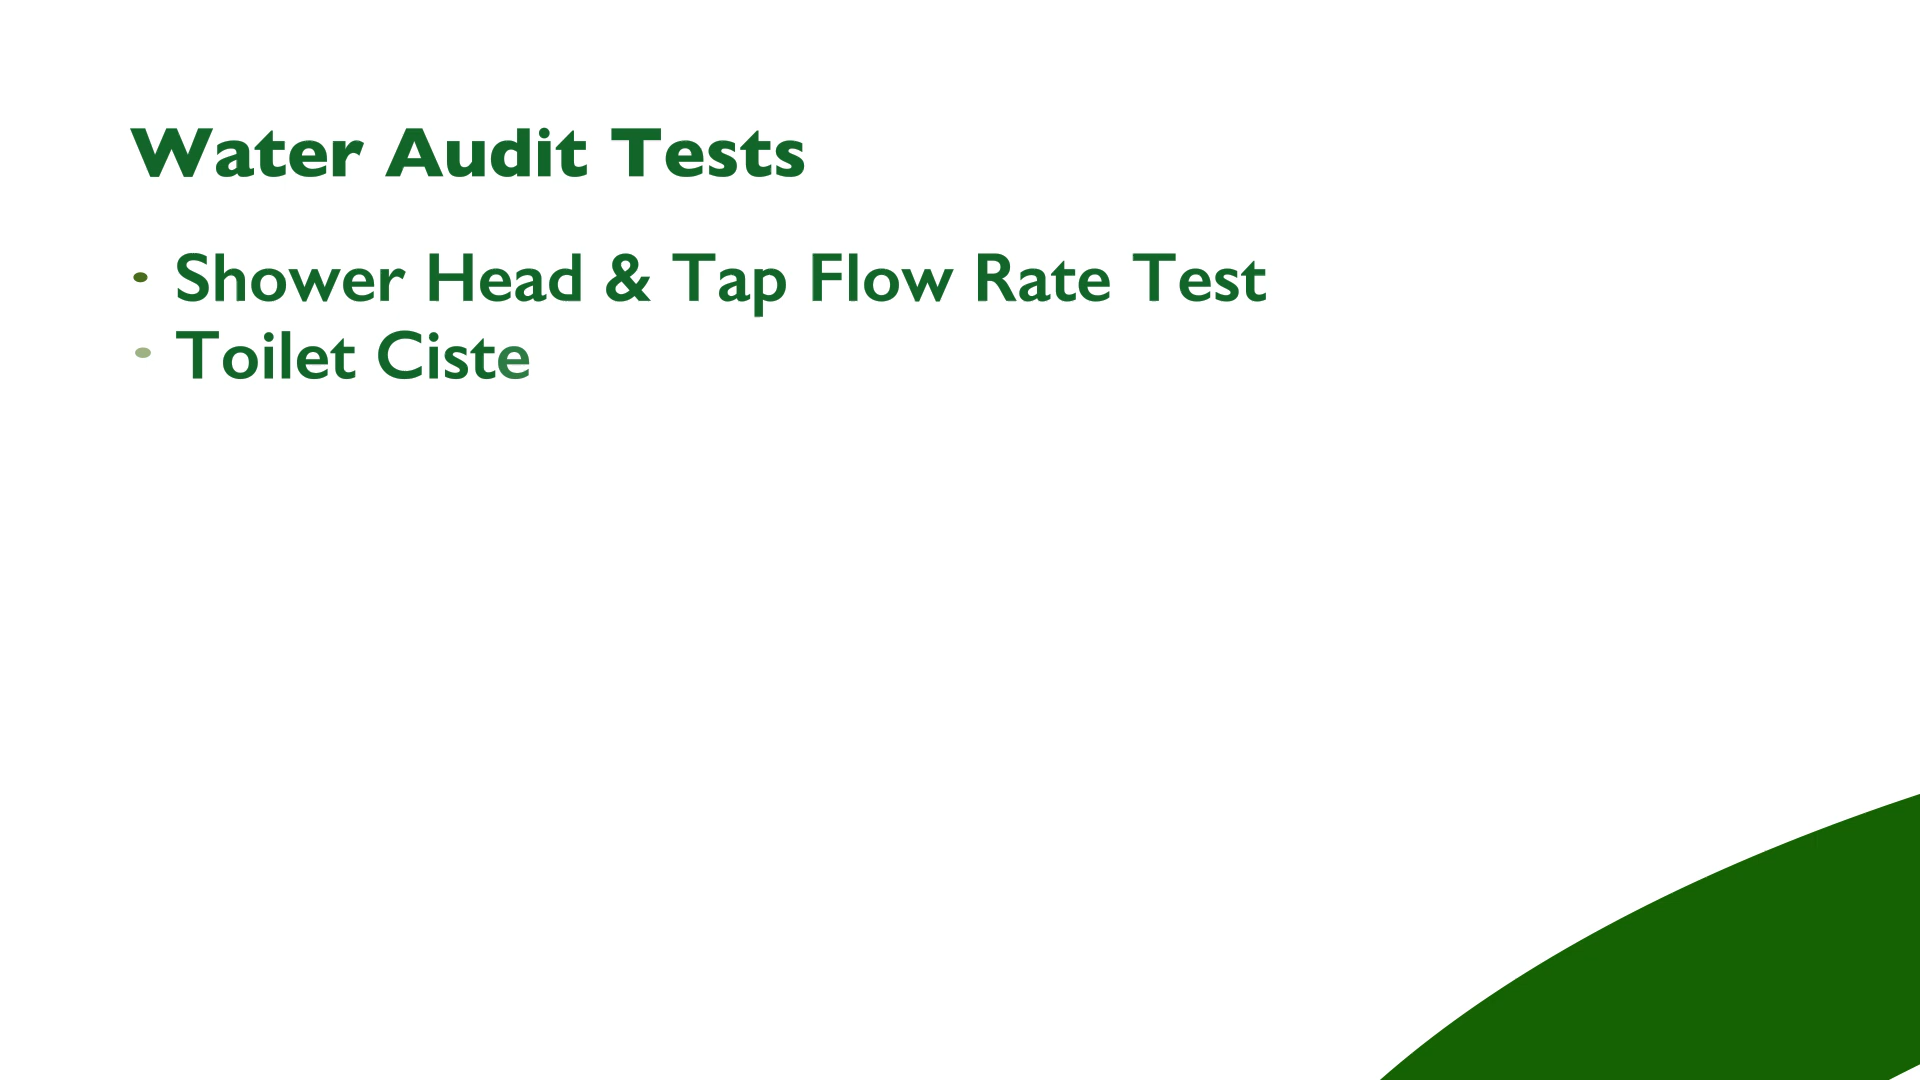 Water Audit Tests
• Shower Head & Tap Flow Rate Test
• Toilet Ciste